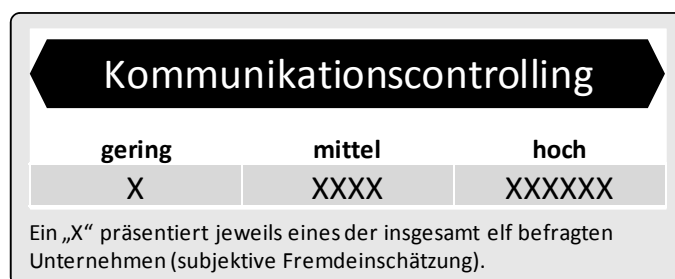 Kommunikationscontrolling
gering mittel hoch
X XXXX XXXXXX
Ein „X“ präsentiert jeweils eines der insgesamt elf befragten
Unternehmen (subjektive Fremdeinschätzung).